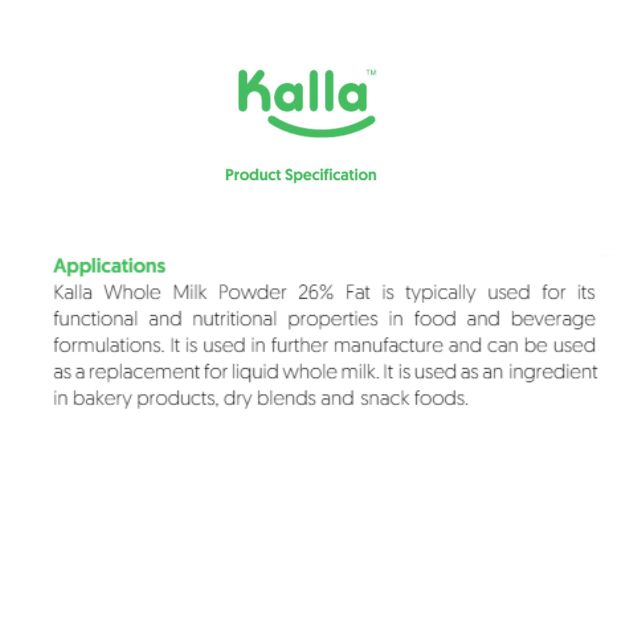 Kalla™
Product Specification
Applications
Kalla Whole Milk Powder 26% Fat is typically used for its
functional and nutritional properties in food and beverage
formulations. It is used in further manufacture and can be used
as a replacement for liquid whole milk. It is used as an ingredient
in bakery products, dry blends and snack foods.